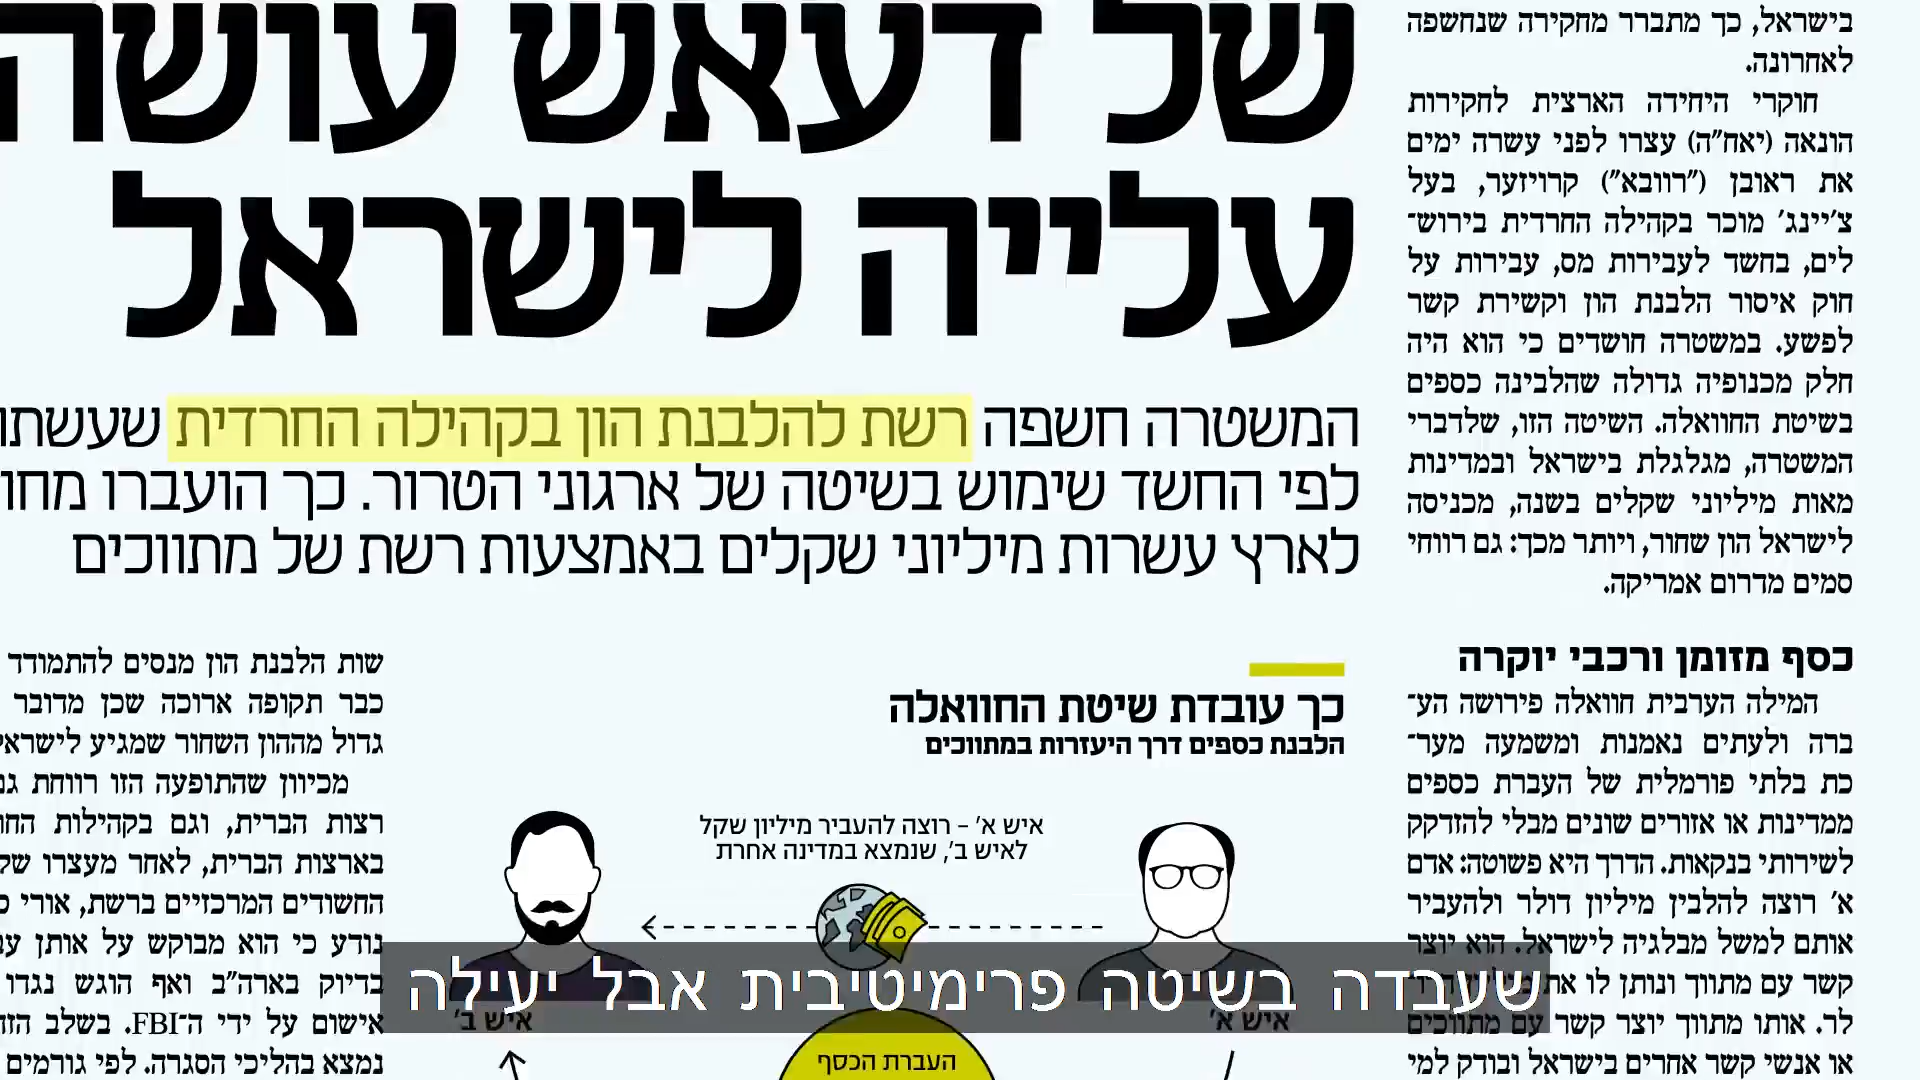 של דעאש עושה
עלייה לישראל
המשטרה חשפה רשת להלבנת הון בקהילה החרדית שעשתו
לפי החשד שימוש בשיטה של ארגוני הטרור. כך הועברו מחו
לארץ עשרות מיליוני שקלים באמצעות רשת של מתווכים
בישראל, כך מתברר מחקירה שנחשפה
לאחרונה.
חוקרי היחידה הארצית לחקירות
הונאה (יאח"ה) עצרו לפני עשרה ימים
את ראובן ("רוובא") קרויזער, בעל
צ'יינג' מוכר בקהילה החרדית בירוש־
לים, בחשד לעבירות מס, עבירות על
חוק איסור הלבנת הון וקשירת קשר
לפשע. במשטרה חושדים כי הוא היה
חלק מכנופיה גדולה שהלבינה כספים
בשיטת החוואלה. השיטה הזו, שלדברי
המשטרה, מגלגלת בישראל ובמדינות
מאות מיליוני שקלים בשנה, מכניסה
לישראל הון שחור, ויותר מכך: גם רווחי
סמים מדרום אמריקה.
כסף מזומן ורכבי יוקרה
המילה הערבית חוואלה פירושה הע־
ברה ולעתים נאמנות ומשמעה מער־
כת בלתי פורמלית של העברת כספים
ממדינות או אזורים שונים מבלי להזדקק
לשירותי בנקאות. הדרך היא פשוטה: אדם
א' רוצה להלבין מיליון דולר ולהעביר
אותם למשל מבלגיה לישראל. הוא יוצר
קשר עם מתווך ונותן לו את
לר. אותו מתווך יוצר קשר עם מתווכים
או אנשי קשר אחרים בישראל ובודק למי
כך עובדת שיטת החוואלה
הלבנת כספים דרך היעזרות במתווכים
איש א' – רוצה להעביר מיליון שקל
לאיש ב', שנמצא במדינה אחרת
איש א'
איש ב'
העברת הכסף
שות הלבנת הון מנסים להתמודד
כבר תקופה ארוכה שכן מדובר
גדול מההון השחור שמגיע לישראל
מכיוון שהתופעה הזו רווחת גם
רצות הברית, וגם בקהילות החר
בארצות הברית, לאחר מעצרו של
החשודים המרכזיים ברשת, אורי
נודע כי הוא מבוקש על אותן
בדיוק בארה"ב ואף הוגש נגדו
אישום על ידי ה־FBI. בשלב הזה
נמצא בהליכי הסגרה. לפי גורמים
שעבדה בשיטה פרימיטיבית אבל יעילה